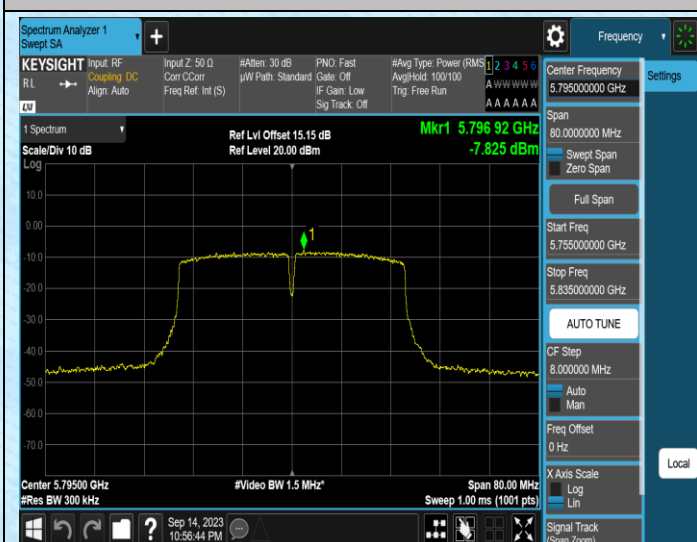 Spectrum Analyzer 1
Swept SA
Frequency
KEYSIGHT
RL
LXI
Input: RF
Coupling: DC
Align: Auto
Input Z: 50 Ω
Corr CCorr
Freq Ref: Int (S)
#Atten: 30 dB
µW Path: Standard
PNO: Fast
Gate: Off
IF Gain: Low
Sig Track: Off
#Avg Type: Power (RMS)
Avg|Hold: 100/100
Trig: Free Run
1 2 3 4 5 6
A W W W W W
A A A A A A
1 Spectrum
Scale/Div 10 dB
Log
Ref Lvl Offset 15.15 dB
Ref Level 20.00 dBm
Mkr1 5.796 92 GHz
-7.825 dBm
10.0
0.00
-10.0
-20.0
-30.0
-40.0
-50.0
-60.0
-70.0
1
Center 5.79500 GHz
#Res BW 300 kHz
#Video BW 1.5 MHz*
Span 80.00 MHz
Sweep 1.00 ms (1001 pts)
Sep 14, 2023
10:56:44 PM
Center Frequency
5.795000000 GHz
Span
80.0000000 MHz
Swept Span
Zero Span
Full Span
Start Freq
5.755000000 GHz
Stop Freq
5.835000000 GHz
AUTO TUNE
CF Step
8.000000 MHz
Auto
Man
Freq Offset
0 Hz
X Axis Scale
Log
Lin
Signal Track
(Span Zoom)
Settings
Local